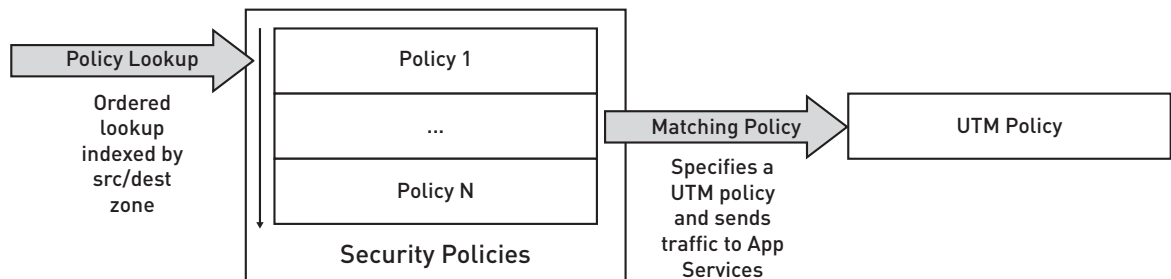 Policy Lookup
Ordered
lookup
indexed by
src/dest
zone
Policy 1
...
Policy N
Security Policies
Matching Policy
Specifies a
UTM policy
and sends
traffic to App
Services
UTM Policy